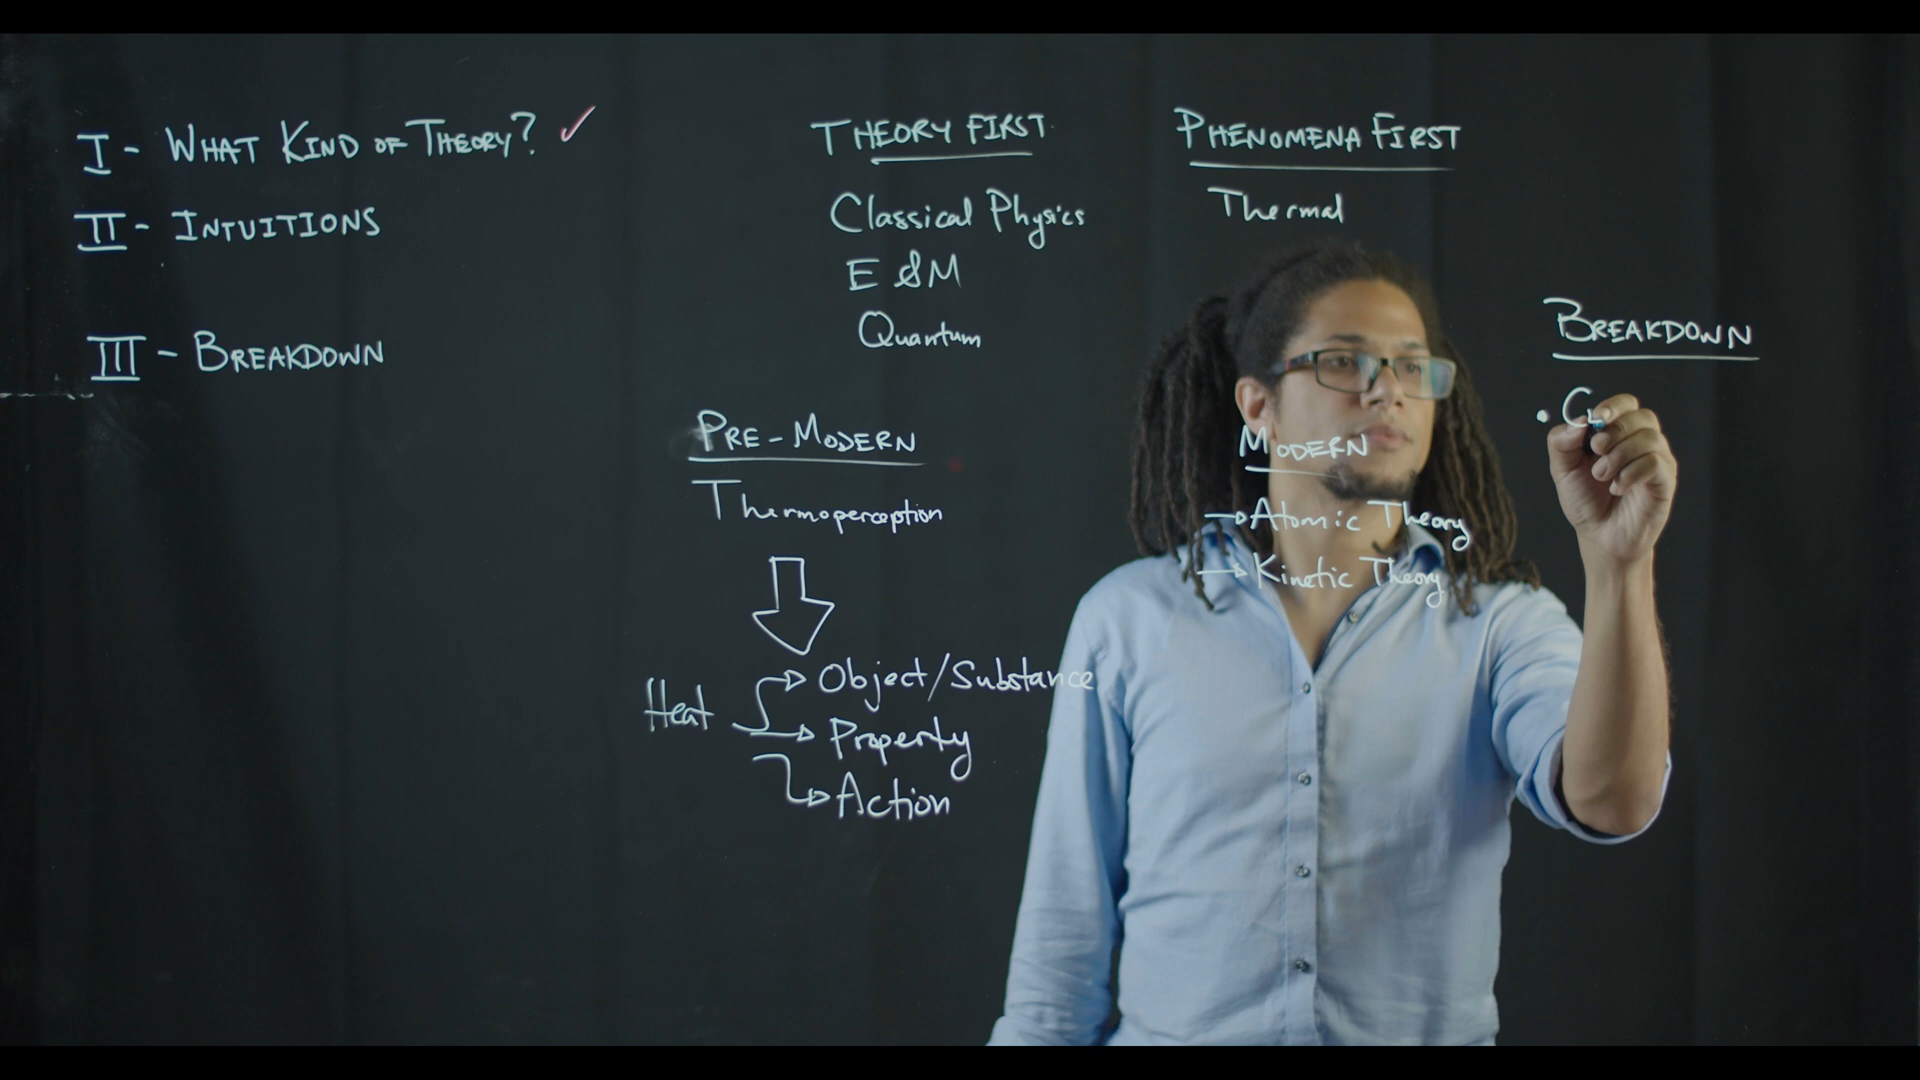 I - WHAT KIND OF THEORY? ✓
II - INTUITIONS
III - BREAKDOWN
THEORY FIRST
Classical Physics
E & M
Quantum
PHENOMENA FIRST
Thermal
PRE-MODERN
Thermoperception
Heat
Object/Substance
Property
Action
MODERN
Atomic Theory
Kinetic Theory
BREAKDOWN